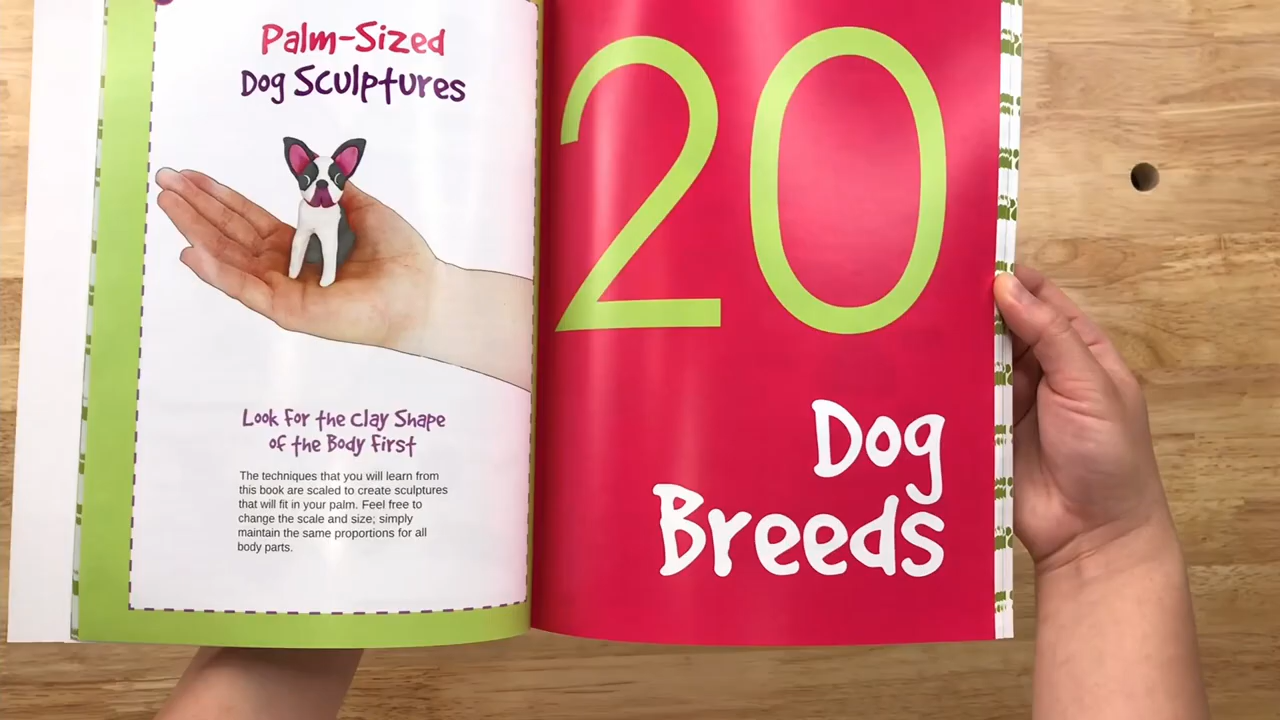 Palm-Sized
Dog Sculptures
Look for the Clay Shape
of the Body First
The techniques that you will learn from
this book are scaled to create sculptures
that will fit in your palm. Feel free to
change the scale and size; simply
maintain the same proportions for all
body parts.
20
Dog
Breeds